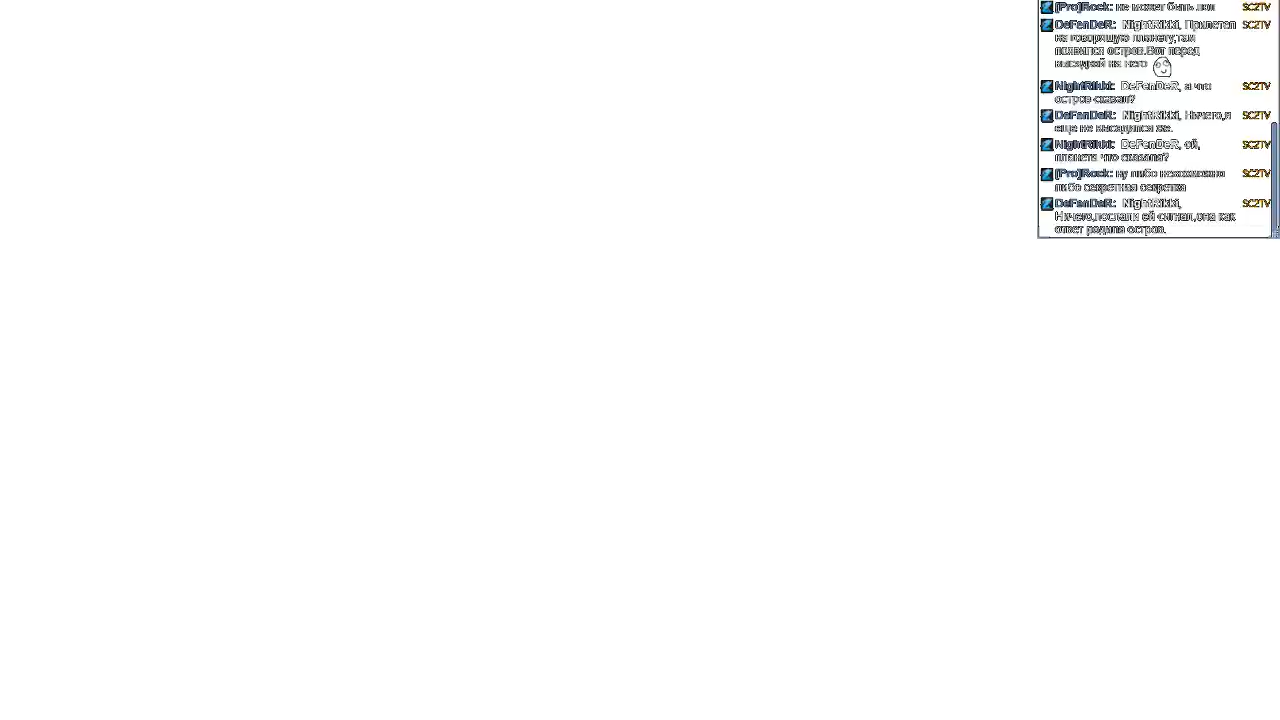 [Pro]Rock: не может быть лол SC2TV
DeFenDeR: NightRikki, Прилетел SC2TV
на говорящую планету,там
появился остров.Вот перед
высадкой на него
NightRikki: DeFenDeR, а что SC2TV
остров сказал?
DeFenDeR: NightRikki, Ничего,я SC2TV
еще не высадился же.
NightRikki: DeFenDeR, ой, SC2TV
планета что сказала?
[Pro]Rock: ну либо невозможно SC2TV
либо секретная секретка
DeFenDeR: NightRikki, SC2TV
Ничего,послали ей сигнал,она как
ответ родила остров.